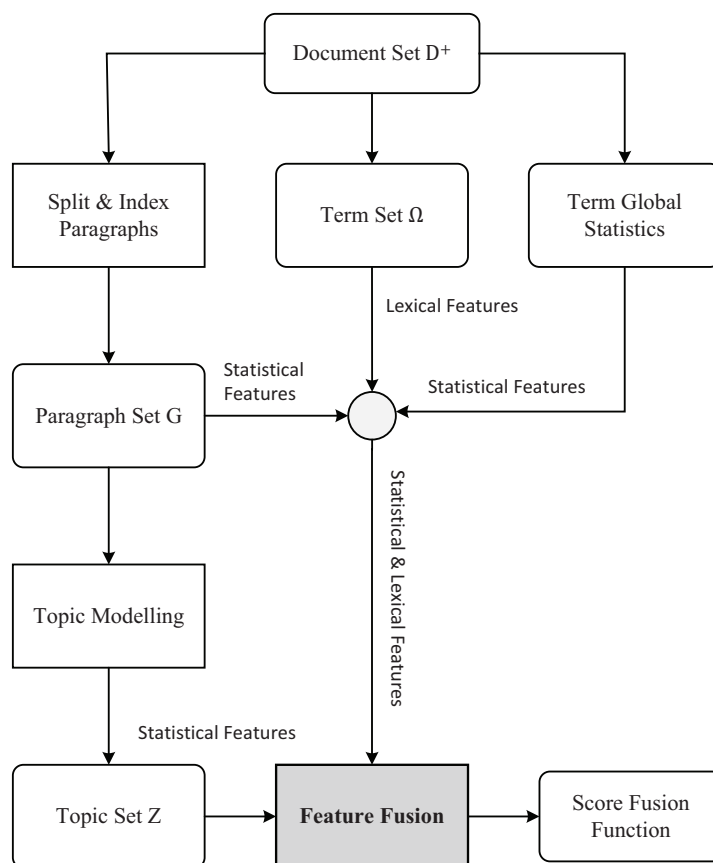 Document Set D⁺
Split & Index
Paragraphs
Term Set Ω
Term Global
Statistics
Lexical Features
Statistical
Features
Statistical Features
Paragraph Set G
Statistical & Lexical Features
Topic Modelling
Statistical Features
Topic Set Z
Feature Fusion
Score Fusion
Function